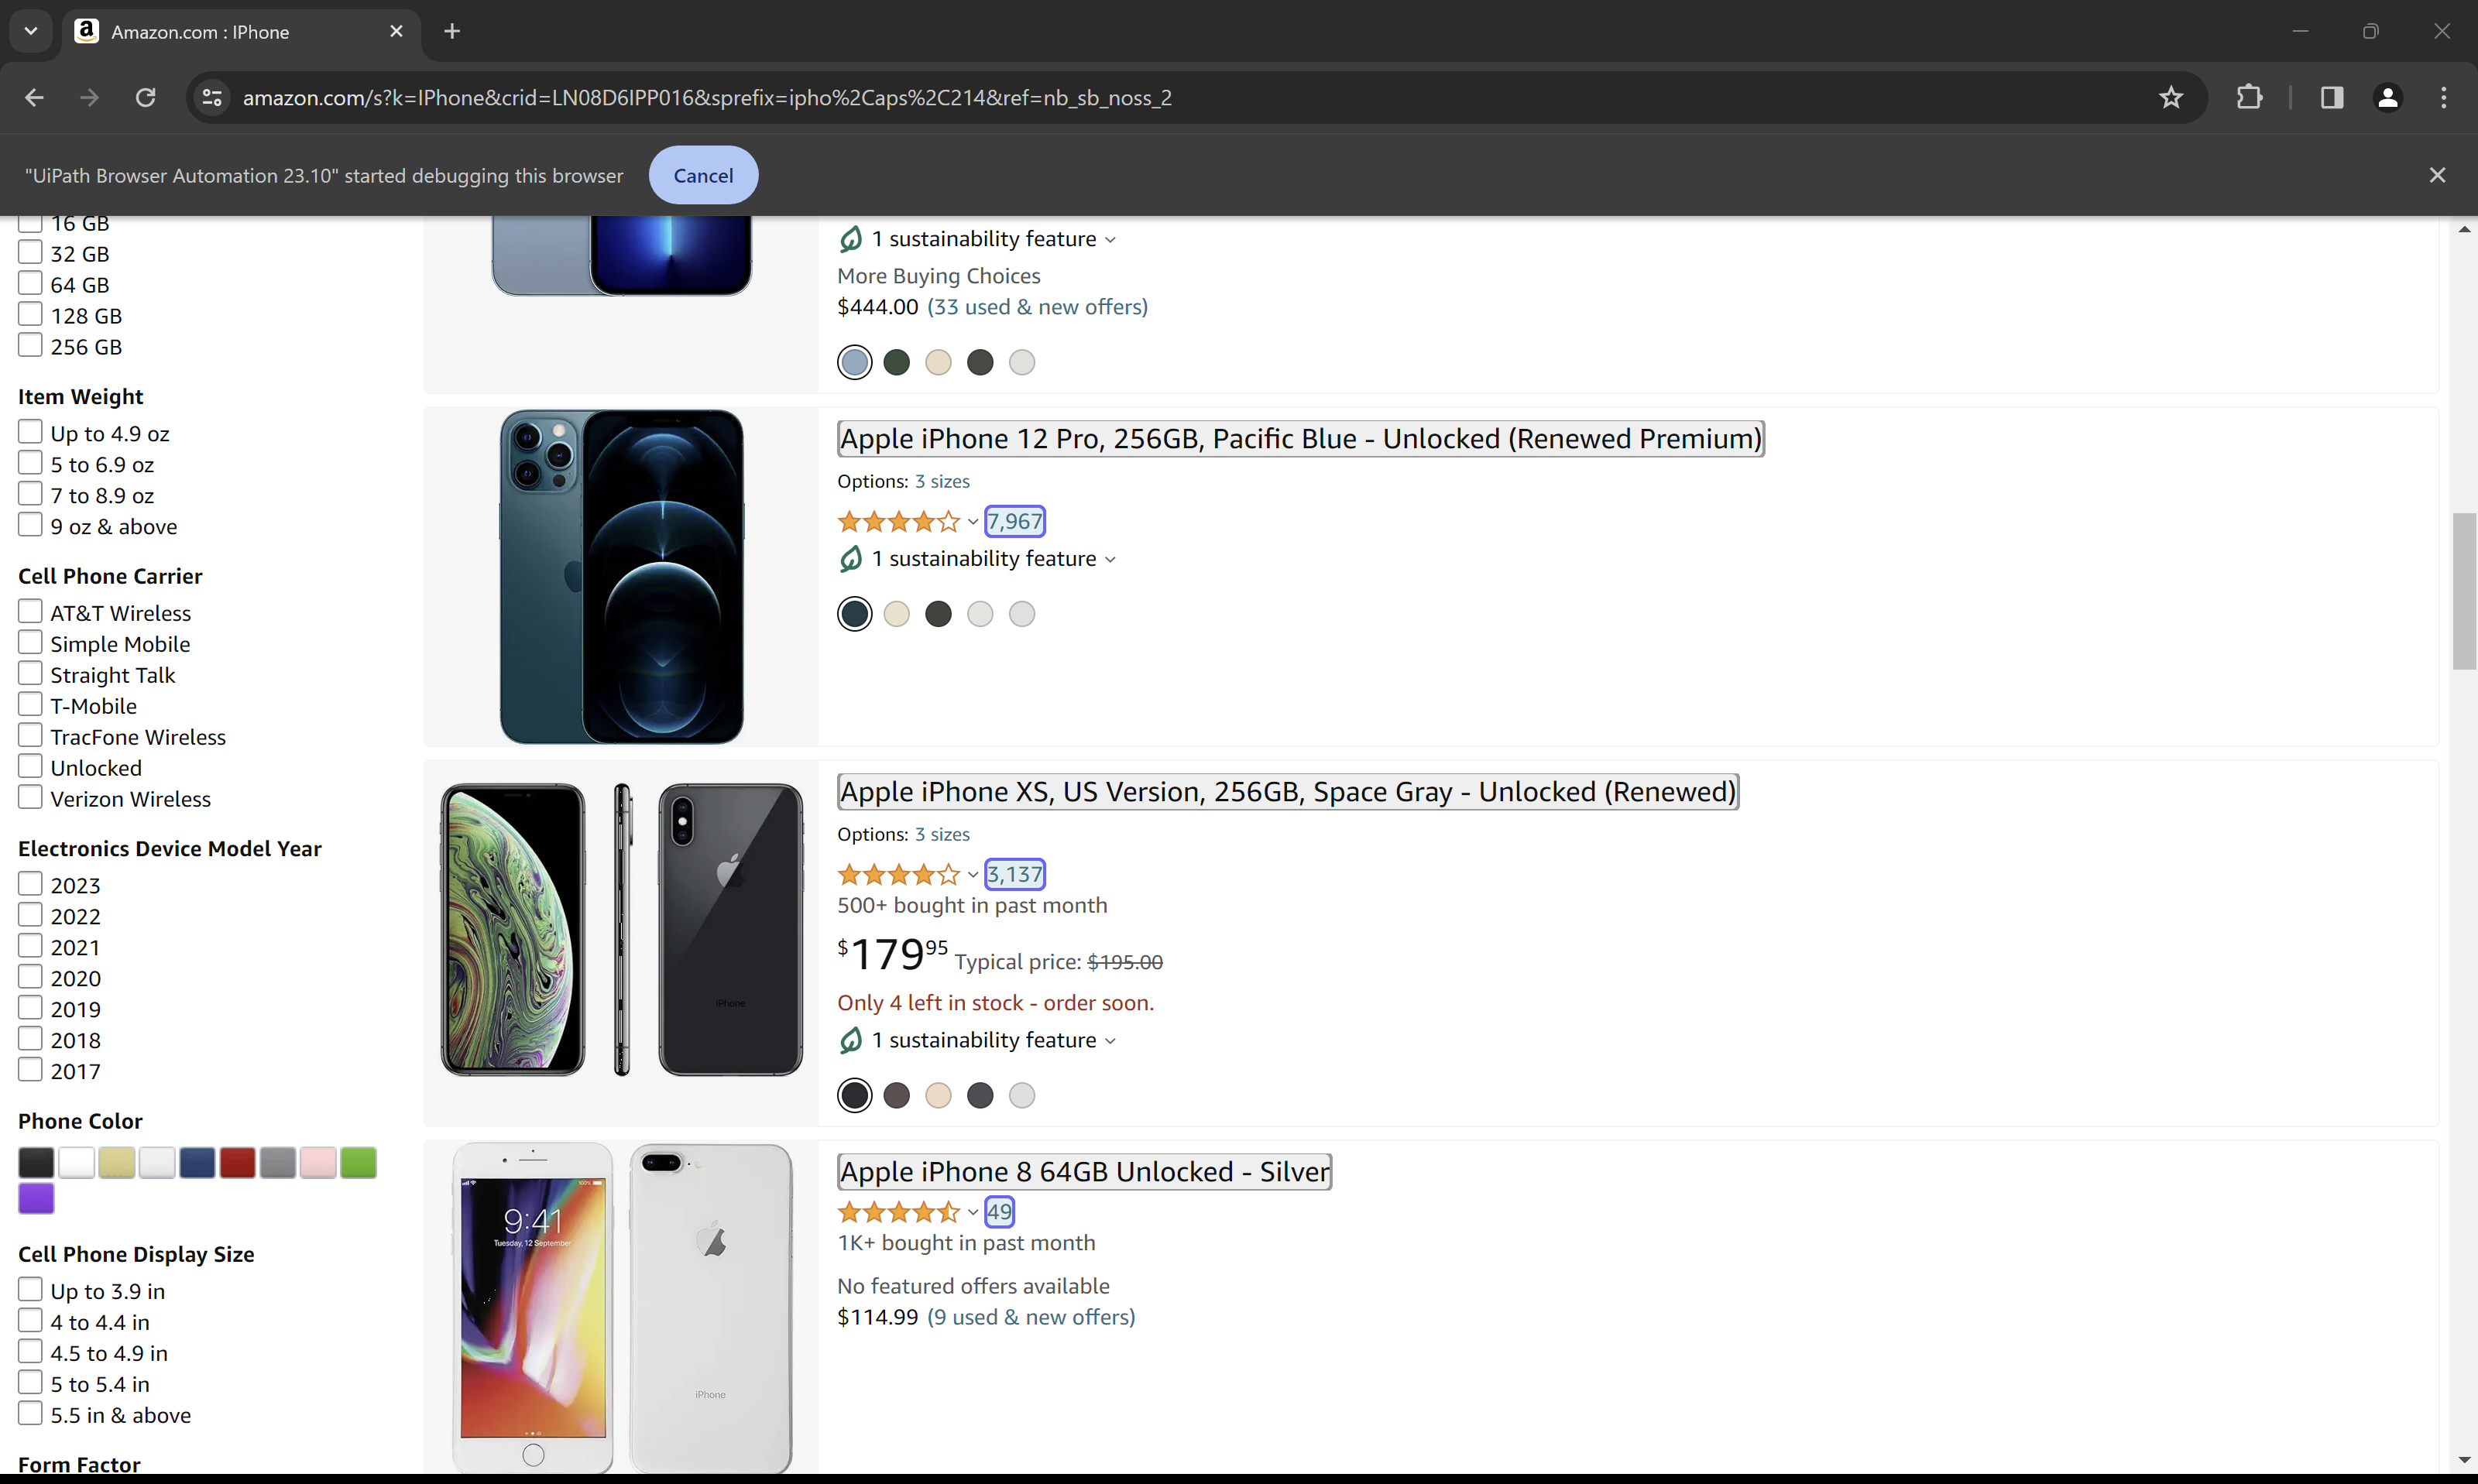 Amazon.com : IPhone
amazon.com/s?k=IPhone&crid=LN08D6IPP016&sprefix=ipho%2Caps%2C214&ref=nb_sb_noss_2
"UiPath Browser Automation 23.10" started debugging this browser
Cancel
16 GB
32 GB
64 GB
128 GB
256 GB
Item Weight
Up to 4.9 oz
5 to 6.9 oz
7 to 8.9 oz
9 oz & above
Cell Phone Carrier
AT&T Wireless
Simple Mobile
Straight Talk
T-Mobile
TracFone Wireless
Unlocked
Verizon Wireless
Electronics Device Model Year
2023
2022
2021
2020
2019
2018
2017
Phone Color
Cell Phone Display Size
Up to 3.9 in
4 to 4.4 in
4.5 to 4.9 in
5 to 5.4 in
5.5 in & above
Form Factor
1 sustainability feature
More Buying Choices
$444.00 (33 used & new offers)
Apple iPhone 12 Pro, 256GB, Pacific Blue - Unlocked (Renewed Premium)
Options: 3 sizes
7,967
1 sustainability feature
Apple iPhone XS, US Version, 256GB, Space Gray - Unlocked (Renewed)
Options: 3 sizes
3,137
500+ bought in past month
$179.95 Typical price: $195.00
Only 4 left in stock - order soon.
1 sustainability feature
iPhone
Apple iPhone 8 64GB Unlocked - Silver
49
1K+ bought in past month
No featured offers available
$114.99 (9 used & new offers)
9:41
Tuesday, 12 September
iPhone